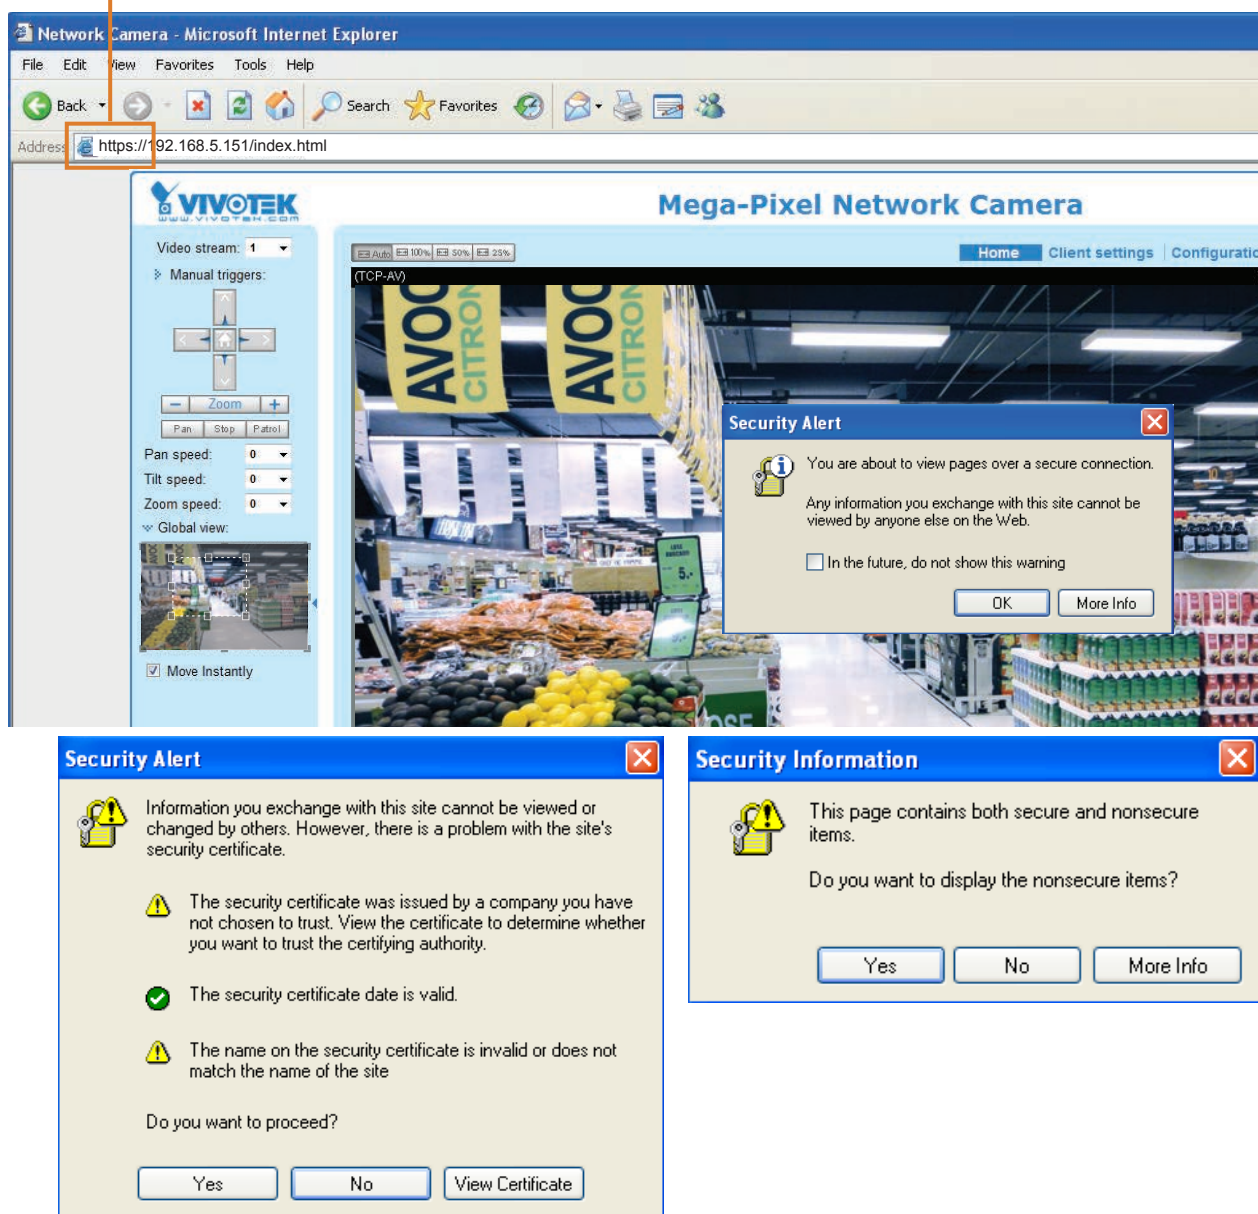 Network Camera - Microsoft Internet Explorer
File Edit View Favorites Tools Help
Back Search Favorites
Address https://192.168.5.151/index.html
VIVOTEK
www.vivotek.com
Mega-Pixel Network Camera
Video stream: 1
Auto 100% 50% 25%
Home Client settings Configuratio
Manual triggers:
(TCP-AV)
AVOC
CITRON
AVOC
CITRON
Zoom
Pan Stop Patrol
Pan speed: 0
Tilt speed: 0
Zoom speed: 0
Global view:
Move Instantly
5.-
Security Alert
You are about to view pages over a secure connection.
Any information you exchange with this site cannot be
viewed by anyone else on the Web.
In the future, do not show this warning
OK More Info
Security Alert
Information you exchange with this site cannot be viewed or
changed by others. However, there is a problem with the site's
security certificate.
The security certificate was issued by a company you have
not chosen to trust. View the certificate to determine whether
you want to trust the certifying authority.
The security certificate date is valid.
The name on the security certificate is invalid or does not
match the name of the site
Do you want to proceed?
Yes No View Certificate
Security Information
This page contains both secure and nonsecure
items.
Do you want to display the nonsecure items?
Yes No More Info